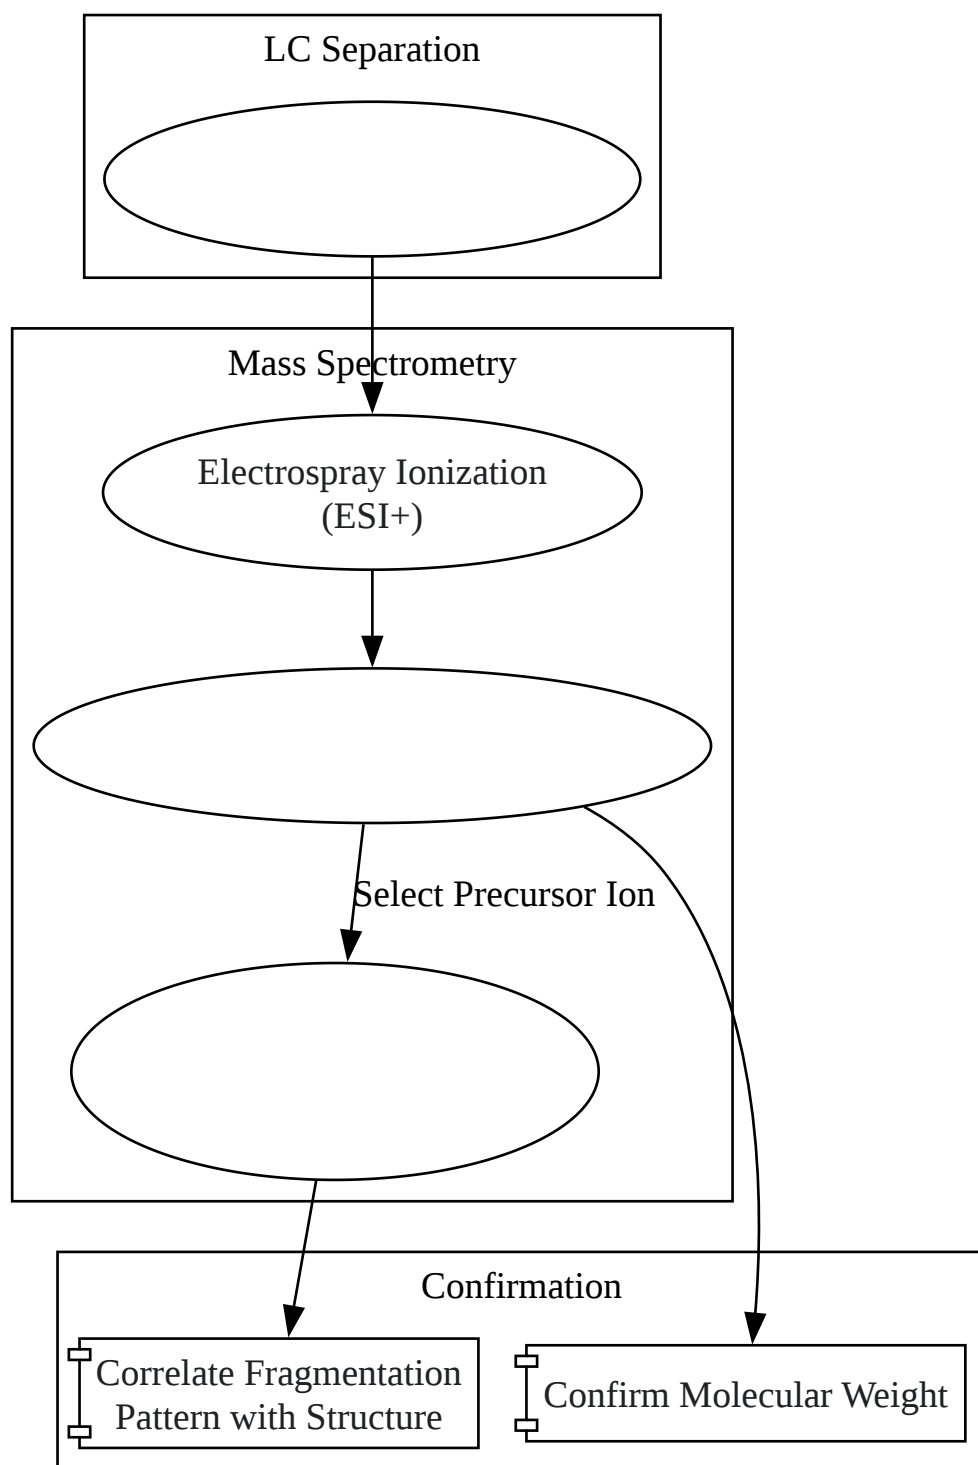 LC Separation
Mass Spectrometry
Electrospray Ionization
(ESI+)
Select Precursor Ion
Confirmation
Correlate Fragmentation
Pattern with Structure
Confirm Molecular Weight